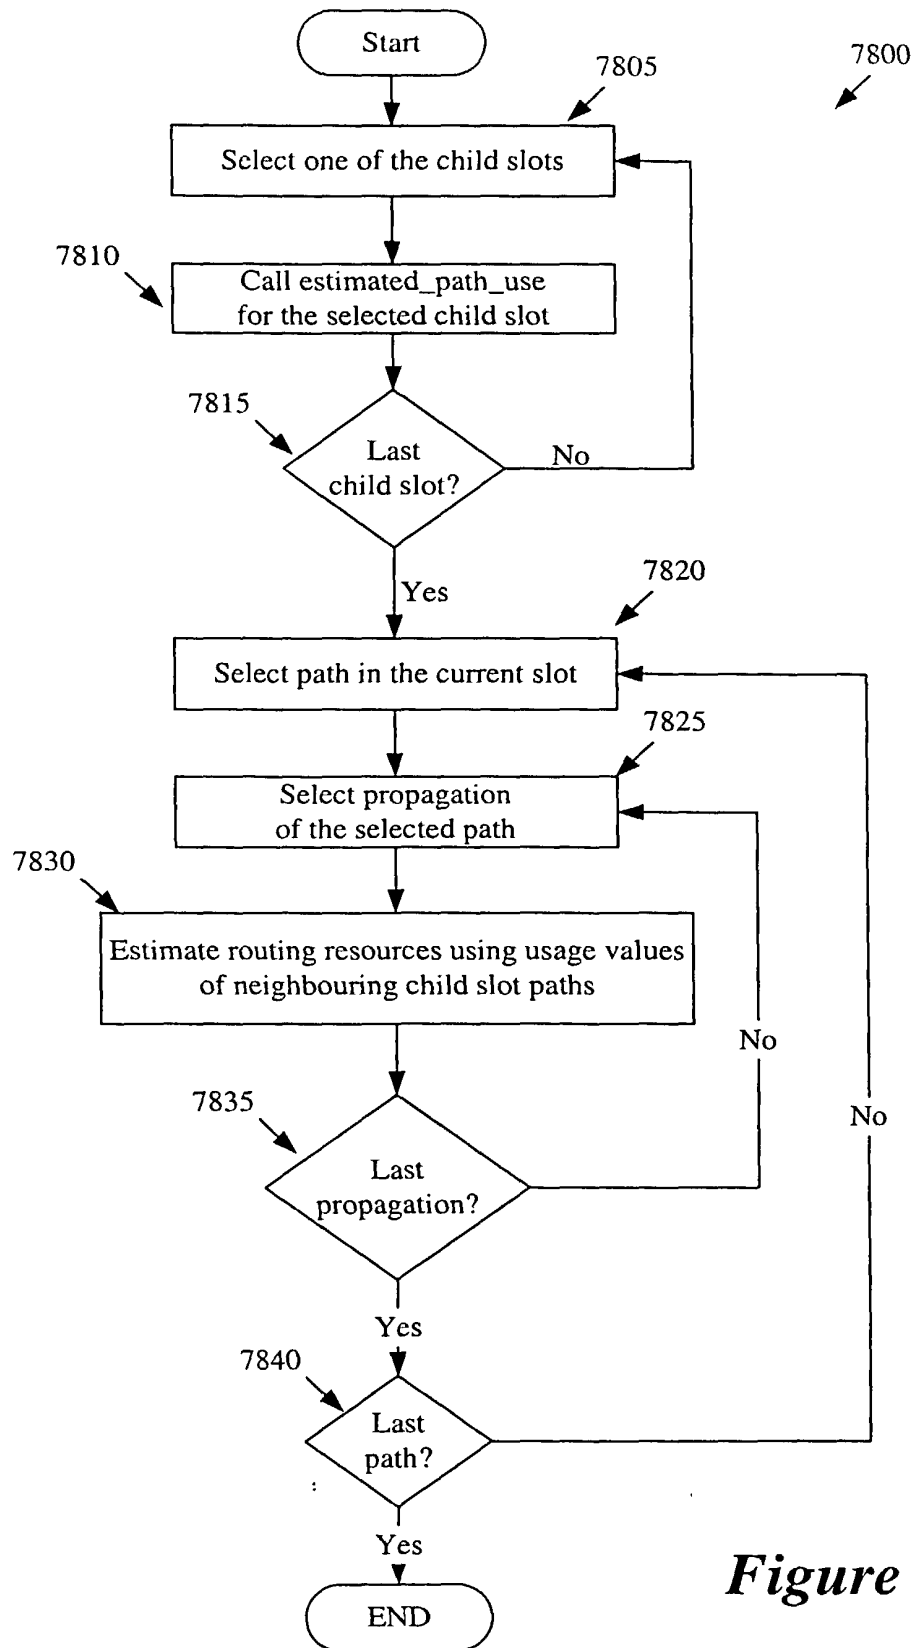 Start
7800
7805
Select one of the child slots
7810
Call estimated_path_use
for the selected child slot
7815
Last
child slot?
No
Yes
7820
Select path in the current slot
7825
Select propagation
of the selected path
7830
Estimate routing resources using usage values
of neighbouring child slot paths
No
7835
Last
propagation?
No
Yes
7840
Last
path?
Yes
END
Figure